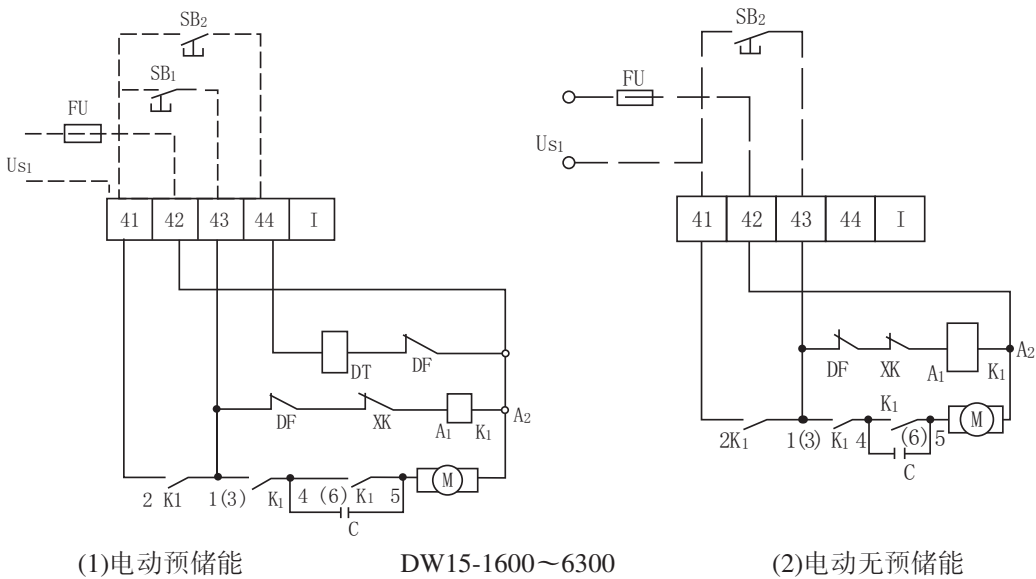 SB2
SB1
FU
Us1
41 42 43 44 I
DT
DF
DF
XK
A1
K1
A2
2 K1 1(3) K1 4 (6) K1 5
M
C
(1)电动预储能
SB2
FU
Us1
41 42 43 44 I
DF
XK
A1
K1
A2
K1
2K1 1(3) K1 4 (6) 5
M
C
DW15-1600～6300
(2)电动无预储能